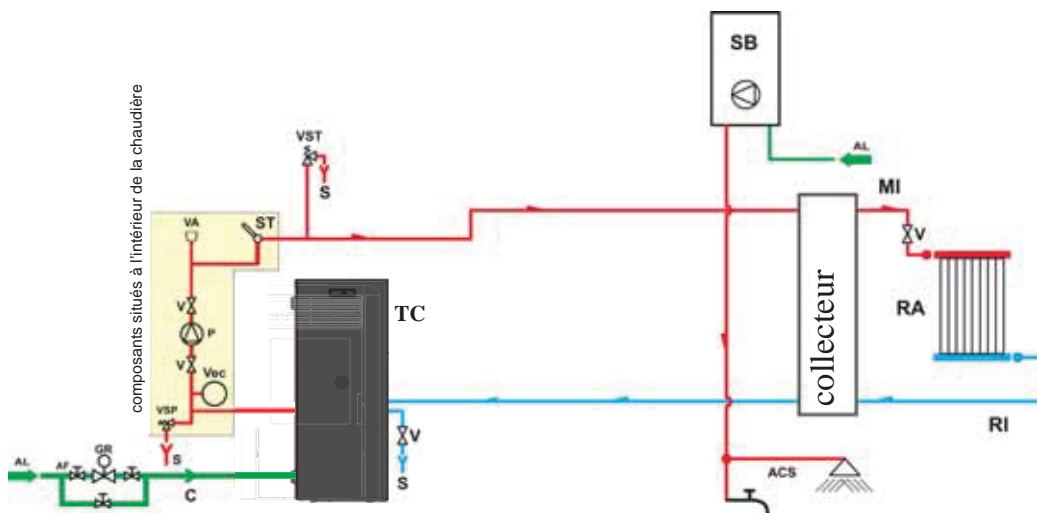 SB
composants situés à l'intérieur de la chaudière
VST
AL
S
MI
VA
ST
V
V
TC
RA
P
collecteur
V
Vec
VSP
V
RI
GR
S
AL
AF
S
ACS
C